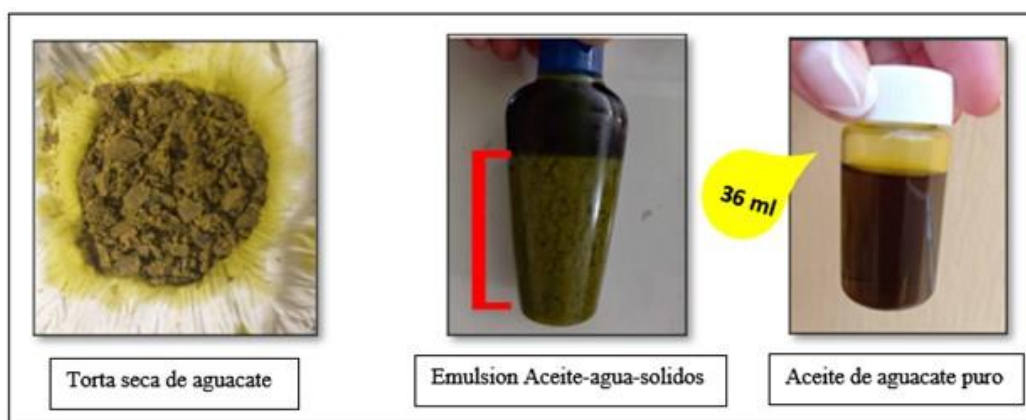 36 ml
Torta seca de aguacate
Emulsion Aceite-agua-solidos
Aceite de aguacate puro